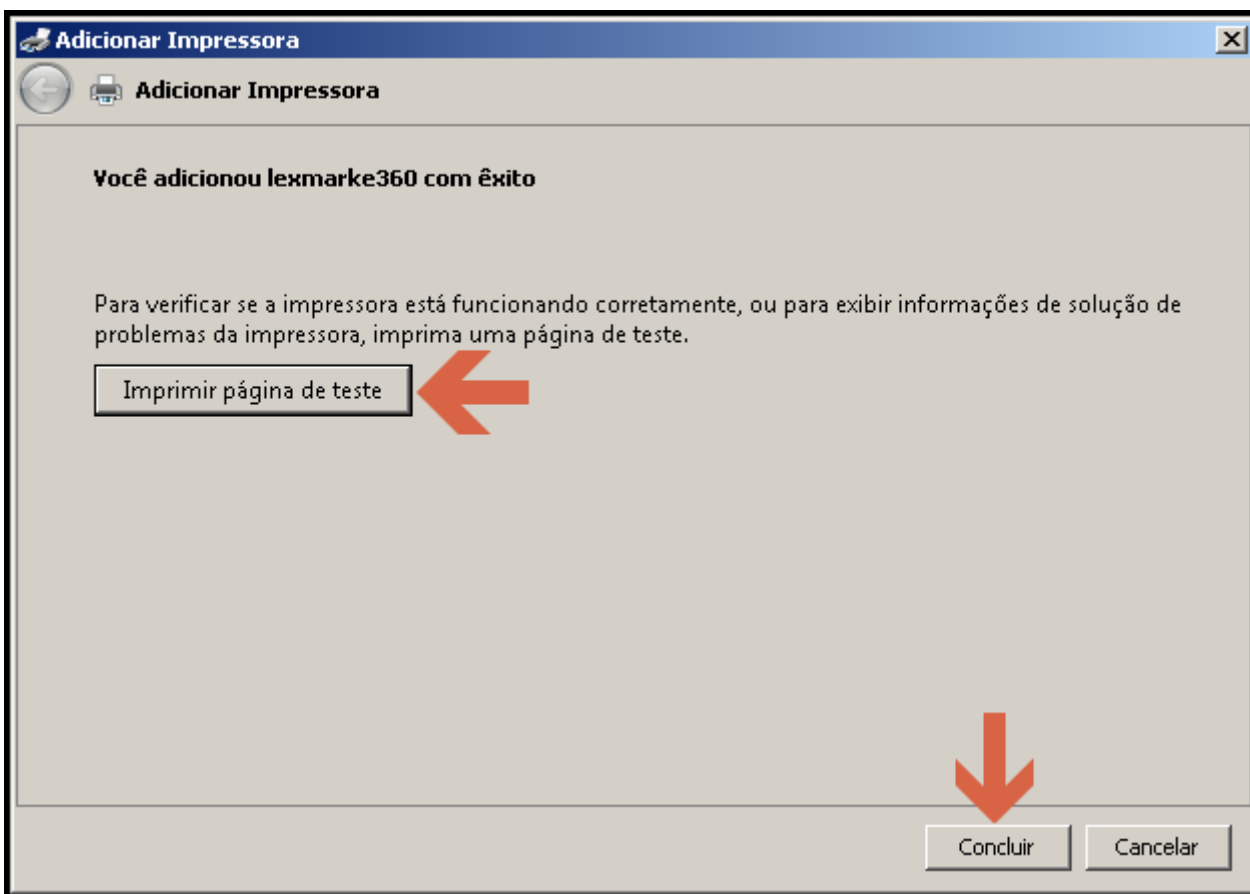 Adicionar Impressora
Adicionar Impressora
Você adicionou lexmarke360 com êxito
Para verificar se a impressora está funcionando corretamente, ou para exibir informações de solução de
problemas da impressora, imprima uma página de teste.
Imprimir página de teste
Concluir Cancelar